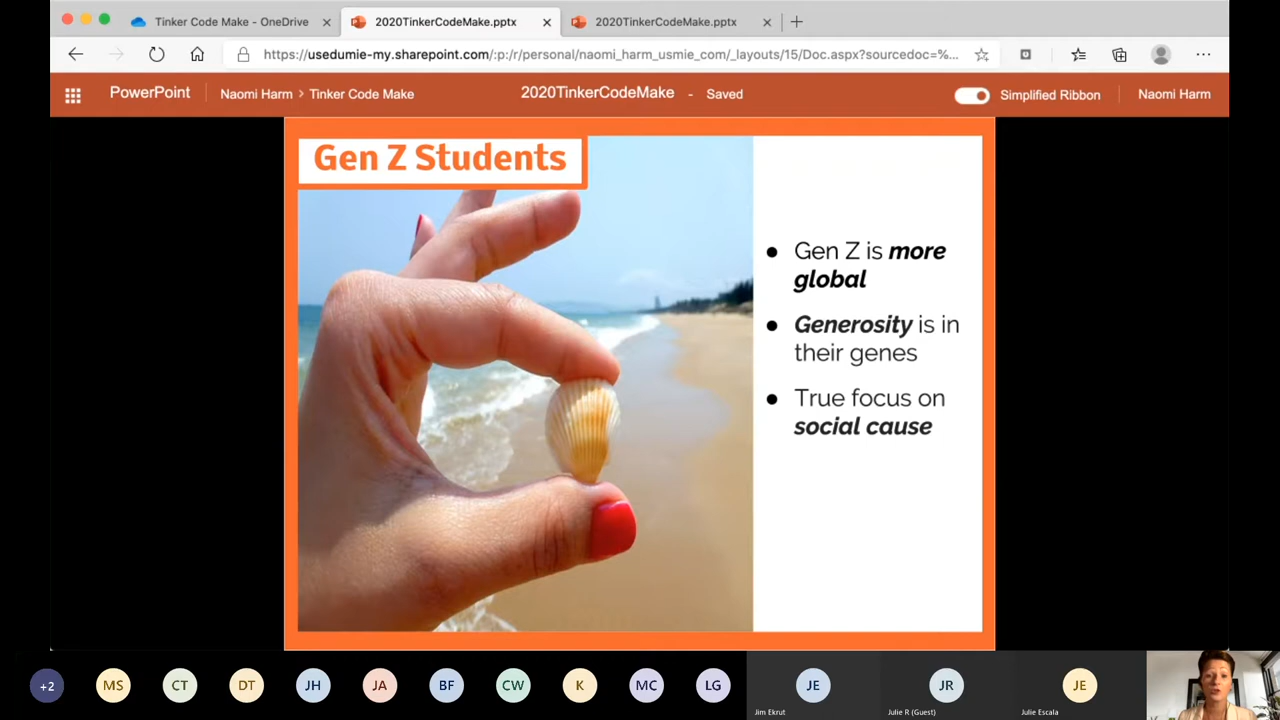 Tinker Code Make - OneDrive
2020TinkerCodeMake.pptx
2020TinkerCodeMake.pptx
https://usedumie-my.sharepoint.com/:p:/r/personal/naomi_harm_usmie_com/_layouts/15/Doc.aspx?sourcedoc=%...
PowerPoint
Naomi Harm > Tinker Code Make
2020TinkerCodeMake - Saved
Simplified Ribbon
Naomi Harm
Gen Z Students
Gen Z is more
global
Generosity is in
their genes
True focus on
social cause
+2
MS
CT
DT
JH
JA
BF
CW
K
MC
LG
JE
Jim Ekrut
JR
Julie R (Guest)
JE
Julie Escala